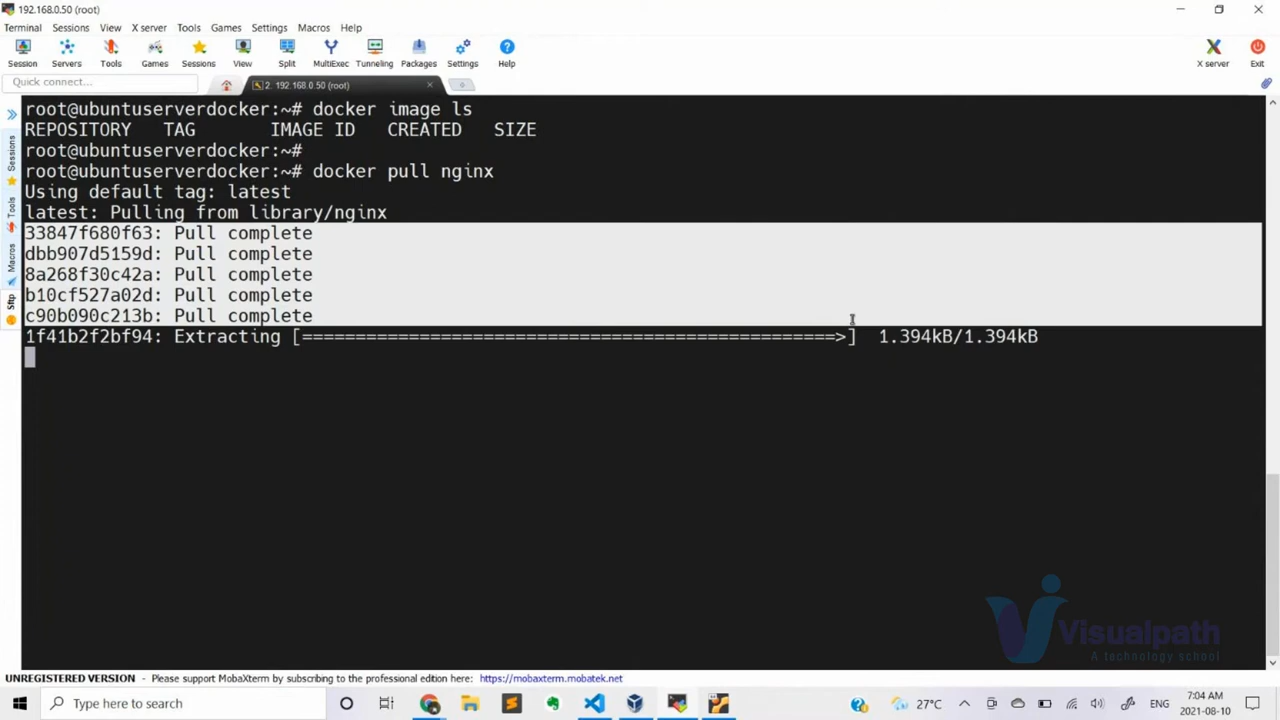 192.168.0.50 (root)
Terminal Sessions View X server Tools Games Settings Macros Help
Session Servers Tools Games Sessions View Split MultiExec Tunneling Packages Settings Help X server Exit
Quick connect... 2. 192.168.0.50 (root)
Sessions
Tools
Macros
Sftp
root@ubuntuserverdocker:~# docker image ls
REPOSITORY TAG IMAGE ID CREATED SIZE
root@ubuntuserverdocker:~#
root@ubuntuserverdocker:~# docker pull nginx
Using default tag: latest
latest: Pulling from library/nginx
33847f680f63: Pull complete
dbb907d5159d: Pull complete
8a268f30c42a: Pull complete
b10cf527a02d: Pull complete
c90b090c213b: Pull complete
1f41b2f2bf94: Extracting [==================================================>] 1.394kB/1.394kB
Visualpath
A technology school
UNREGISTERED VERSION - Please support MobaXterm by subscribing to the professional edition here: https://mobaxterm.mobatek.net
Type here to search 27°C ENG 7:04 AM
2021-08-10